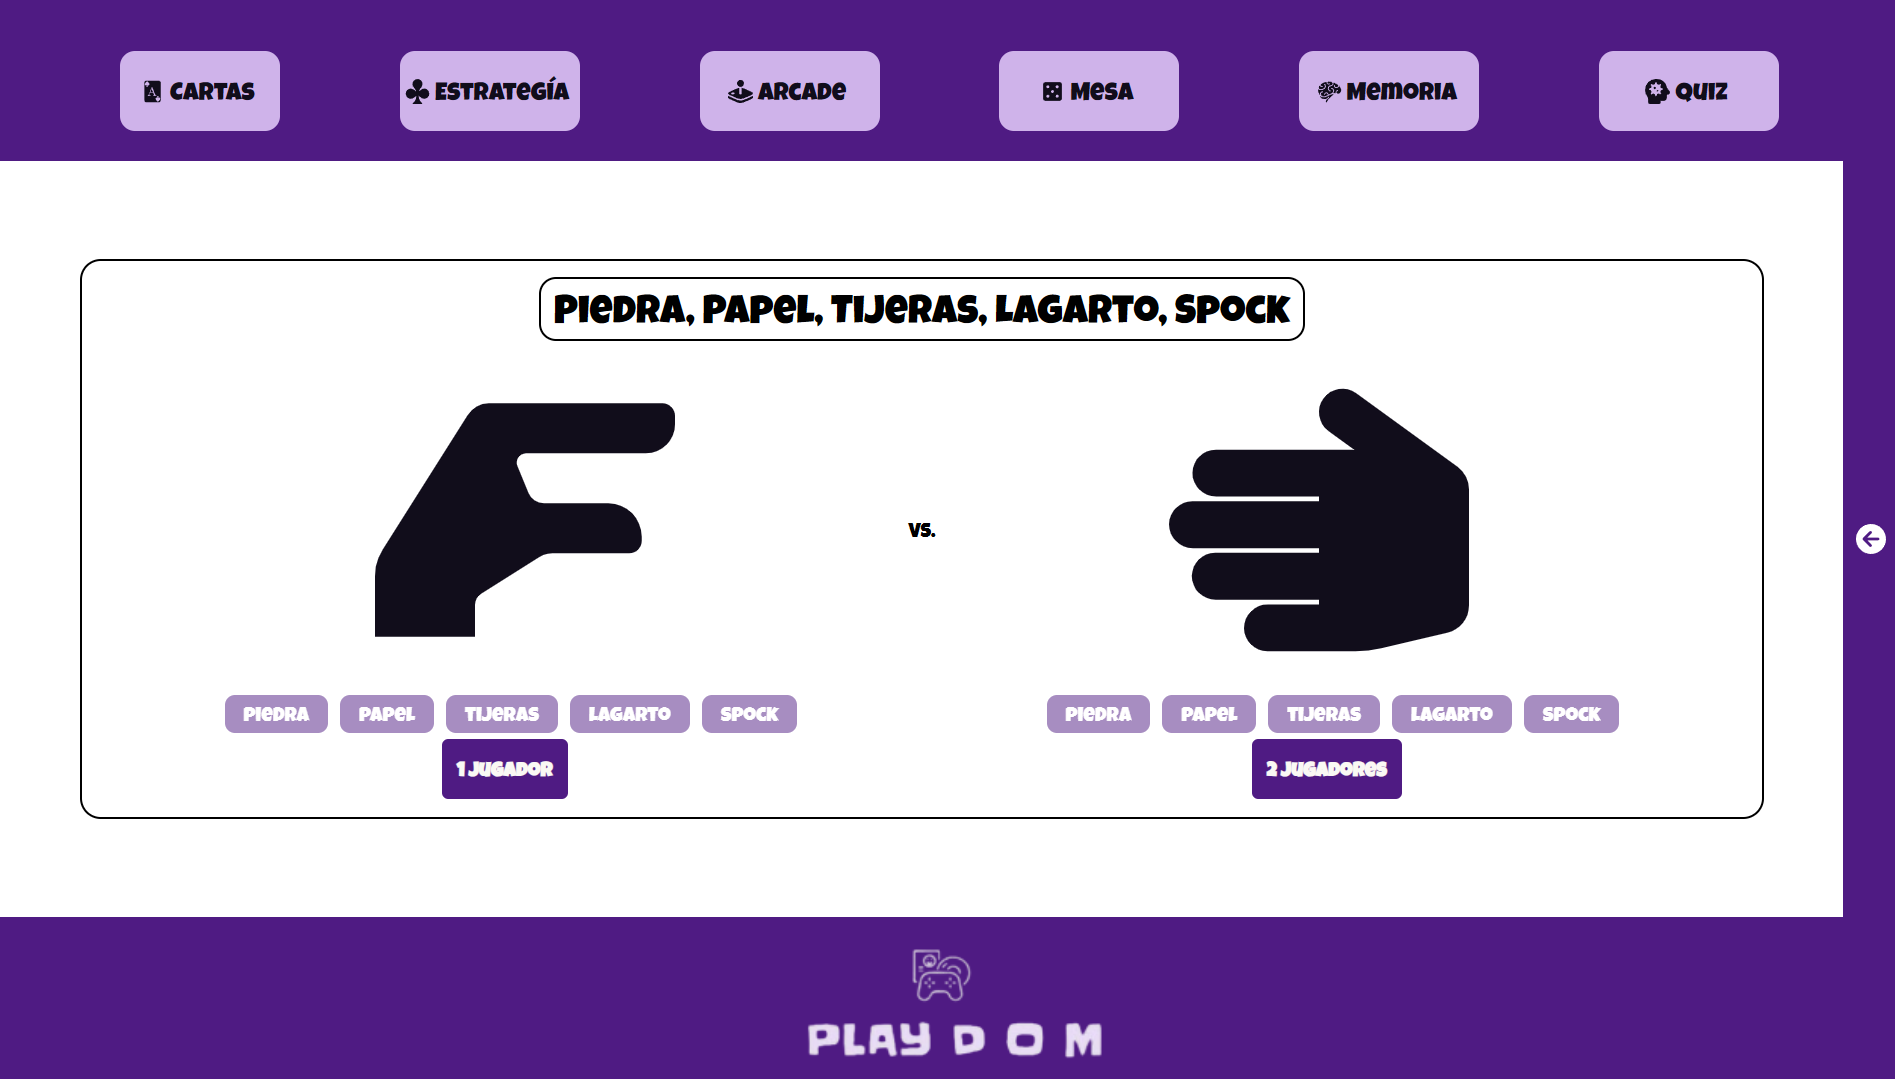 CARTAS
ESTRATEGÍA
ARCADE
MESA
MEMORIA
QUIZ
PIEDRA, PAPEL, TIJERAS, LAGARTO, SPOCK
VS.
PIEDRA PAPEL TIJERAS LAGARTO SPOCK
PIEDRA PAPEL TIJERAS LAGARTO SPOCK
1 JUGADOR
2 JUGADORES
PLAY DOM